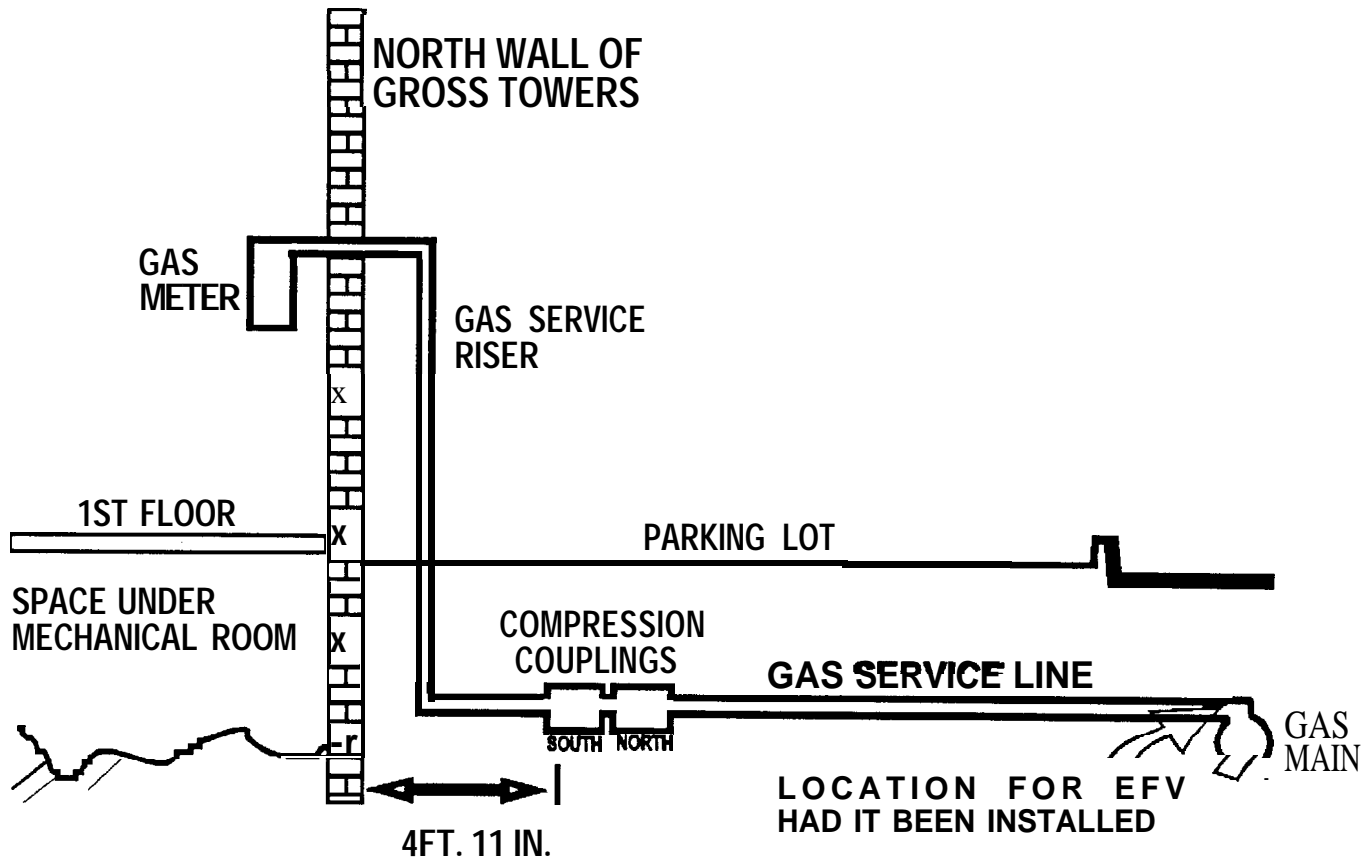 NORTH WALL OF
GROSS TOWERS
GAS
METER
GAS SERVICE
RISER
x
1ST FLOOR
x
PARKING LOT
SPACE UNDER
MECHANICAL ROOM
x
COMPRESSION
COUPLINGS
GAS SERVICE LINE
SOUTH NORTH
-r
GAS
MAIN
LOCATION FOR EFV
HAD IT BEEN INSTALLED
4FT. 11 IN.